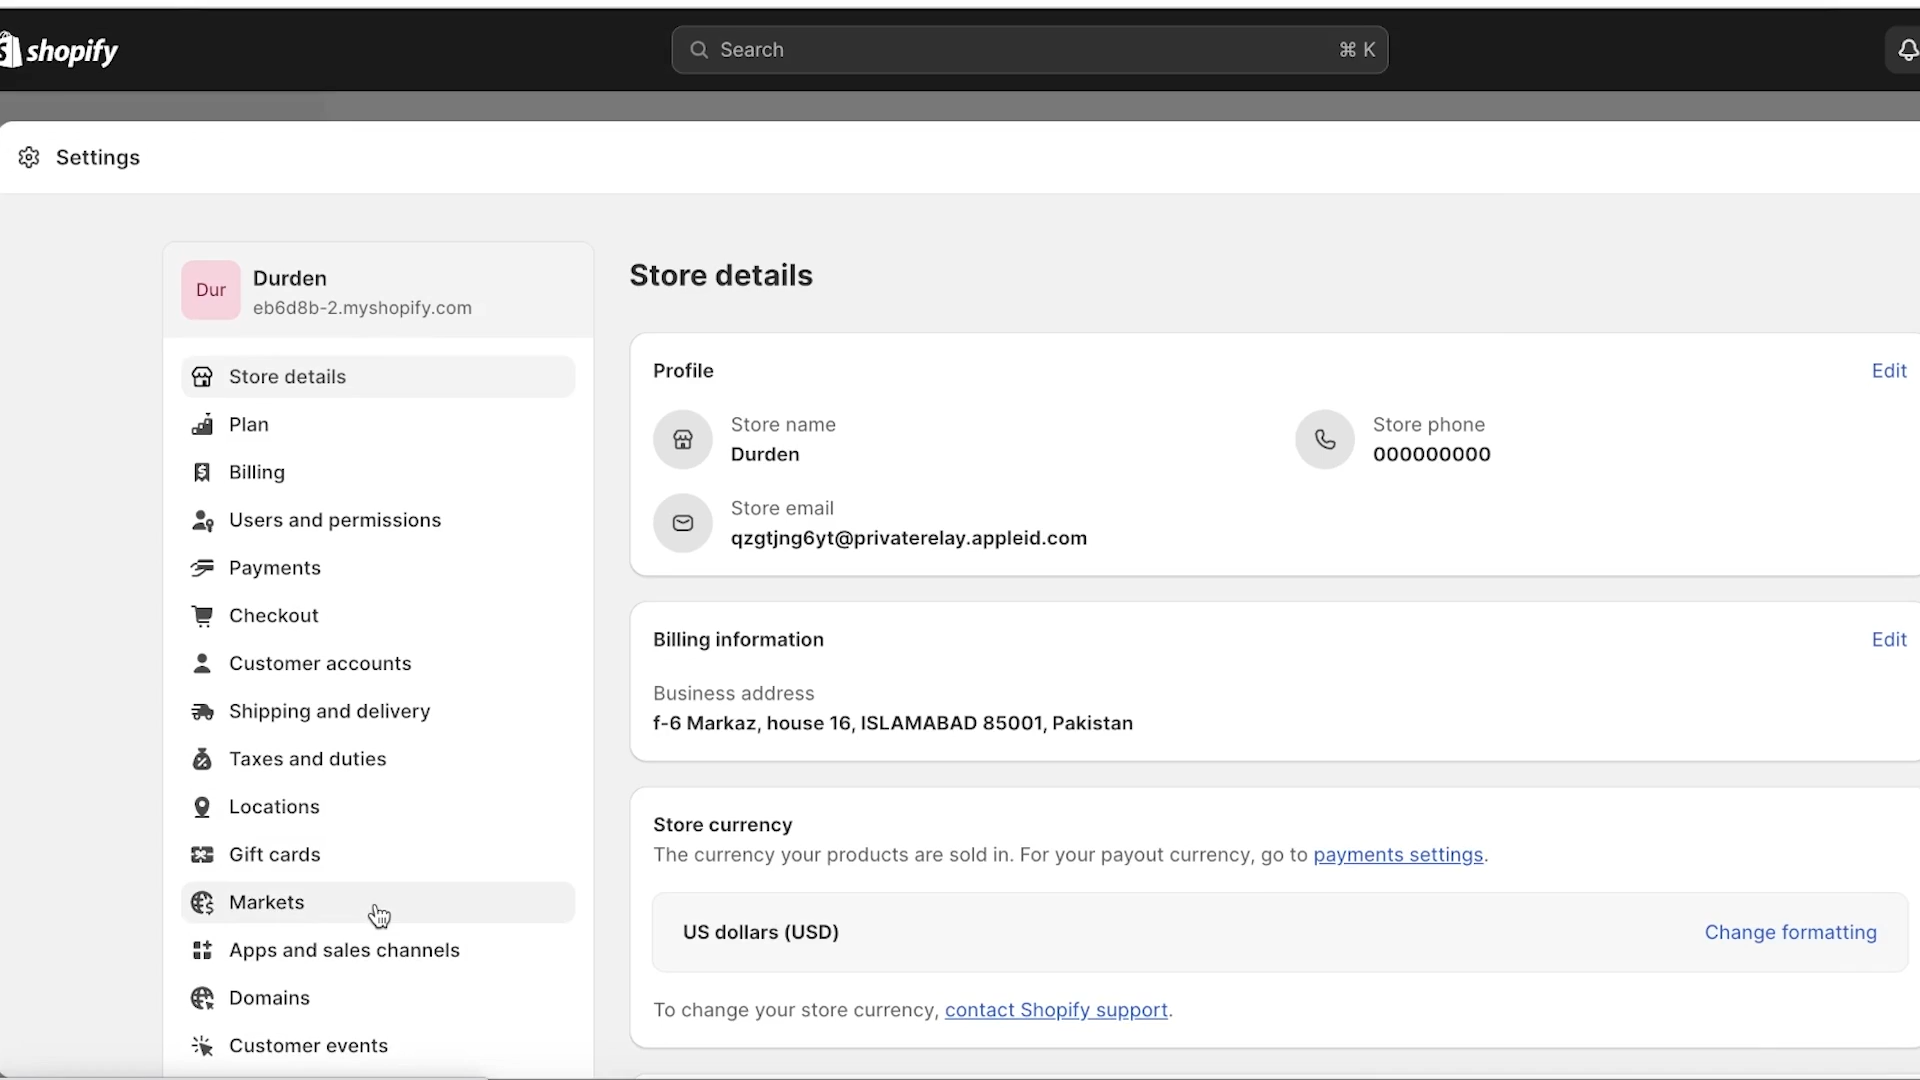 shopify
Search
⌘ K
Settings
Dur
Durden
eb6d8b-2.myshopify.com
Store details
Plan
Billing
Users and permissions
Payments
Checkout
Customer accounts
Shipping and delivery
Taxes and duties
Locations
Gift cards
Markets
Apps and sales channels
Domains
Customer events
Store details
Profile
Edit
Store name
Durden
Store phone
000000000
Store email
qzgtjng6yt@privaterelay.appleid.com
Billing information
Edit
Business address
f-6 Markaz, house 16, ISLAMABAD 85001, Pakistan
Store currency
The currency your products are sold in. For your payout currency, go to payments settings.
US dollars (USD)
Change formatting
To change your store currency, contact Shopify support.